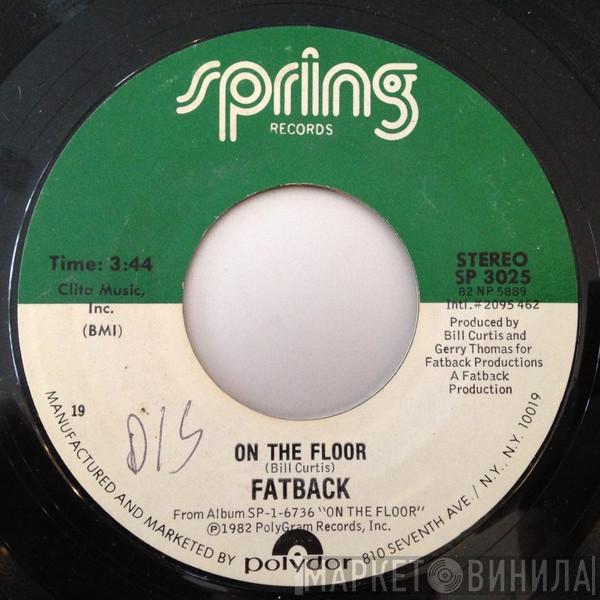 spring
RECORDS
Time: 3:44
Clita Music,
Inc.
(BMI)
STEREO
SP 3025
82 NP 5889
Intl.#2095 462
Produced by
Bill Curtis and
Gerry Thomas for
Fatback Productions
A Fatback
Production
19
DIS
ON THE FLOOR
(Bill Curtis)
FATBACK
From Album SP-1-6736 "ON THE FLOOR"
Ⓟ1982 PolyGram Records, Inc.
MANUFACTURED AND MARKETED BY polydor 810 SEVENTH AVE./N.Y., N.Y. 10019
МАРКЕТ ВИНИЛА